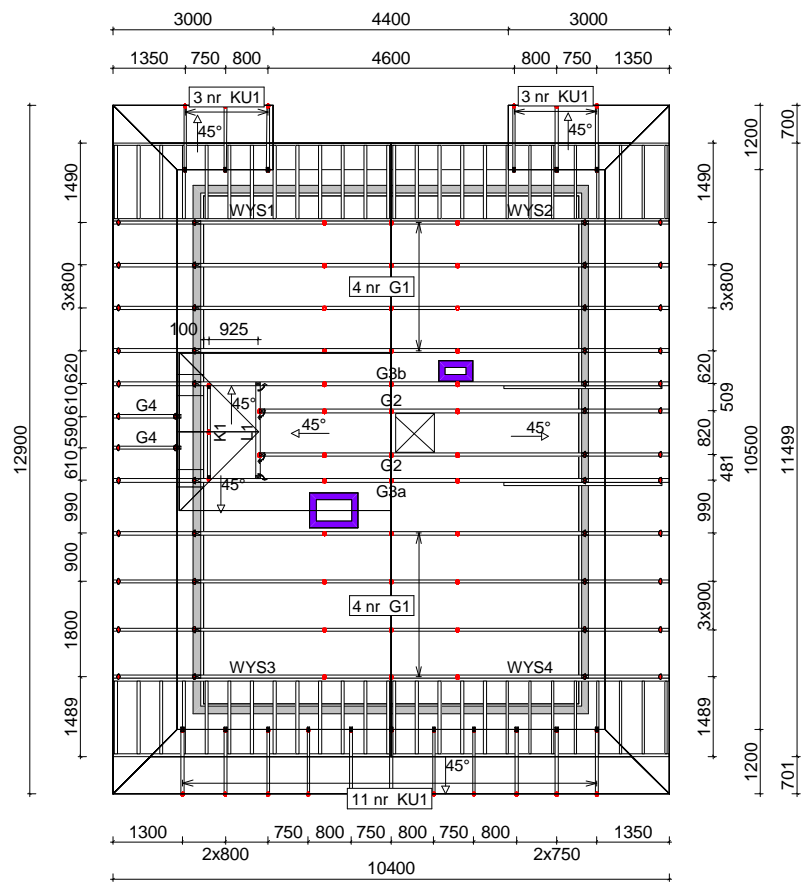 3000 4400 3000
1350 750 800 4600 800 750 1350
3 nr KU1 3 nr KU1
45° 45°
1490 1490 1200 700
WYS1 WYS2
3x800 4 nr G1 3x800
100 925
620 G3b 620
G4 610 45° G2 509
12900 590 K1 L1 45° 45° 820 10500 11499
G4 610 G2 481
45° G3a
990 990
900
4 nr G1 3x900
1800
WYS3 WYS4
1489 1489
45° 1200 701
11 nr KU1
1300 750 800 750 800 750 800 1350
2x800 2x750
10400